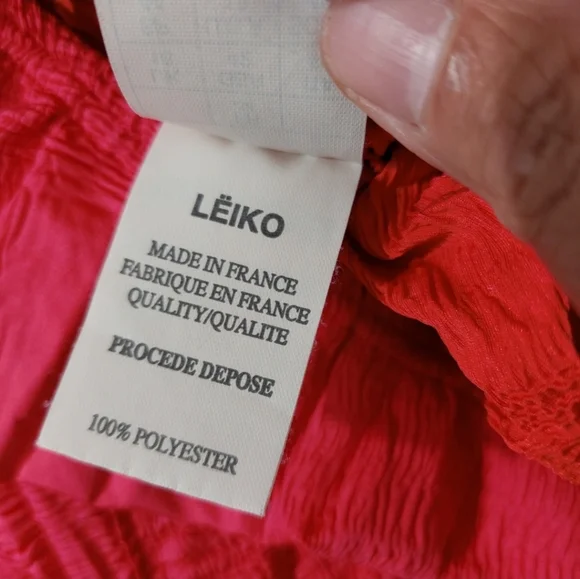 LËIKO
MADE IN FRANCE
FABRIQUE EN FRANCE
QUALITY/QUALITE
PROCEDE DEPOSE
100% POLYESTER